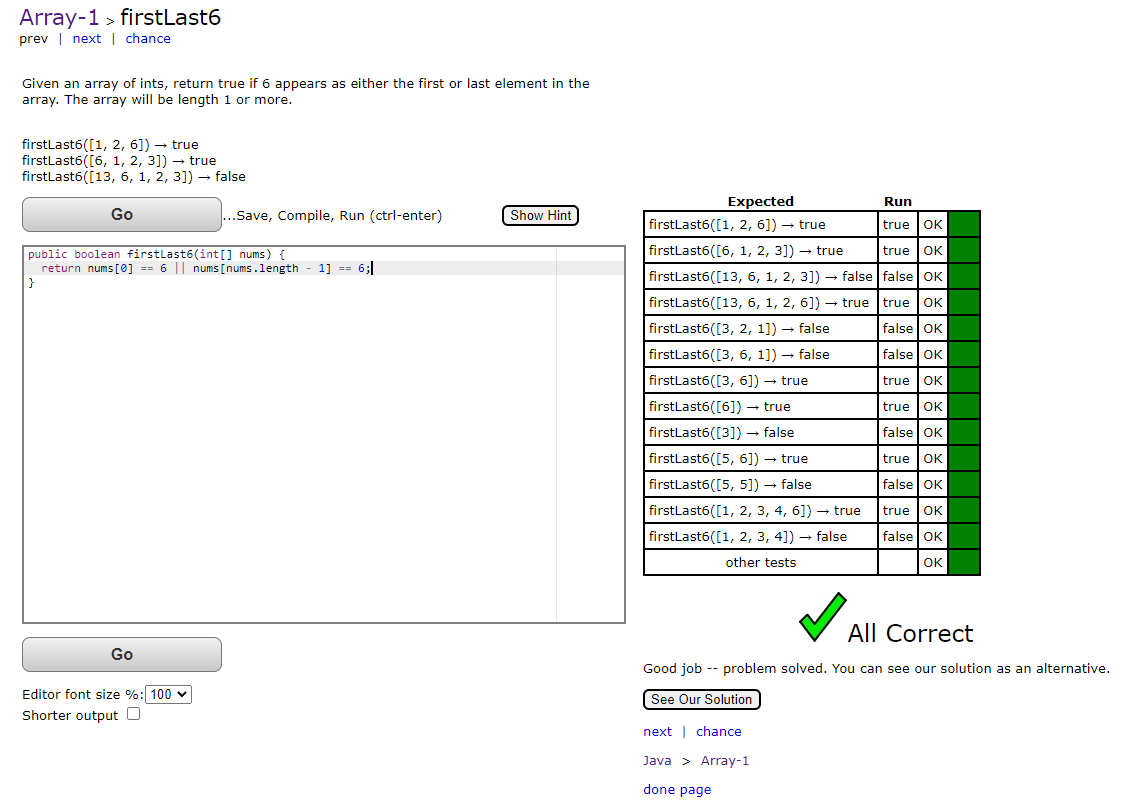 Array-1 > firstLast6
prev | next | chance
Given an array of ints, return true if 6 appears as either the first or last element in the
array. The array will be length 1 or more.
firstLast6([1, 2, 6]) → true
firstLast6([6, 1, 2, 3]) → true
firstLast6([13, 6, 1, 2, 3]) → false
Go ...Save, Compile, Run (ctrl-enter) Show Hint
public boolean firstLast6(int[] nums) {
  return nums[0] == 6 || nums[nums.length - 1] == 6;
}
Go
Editor font size %: 100
Shorter output
Expected Run
firstLast6([1, 2, 6]) → true true OK
firstLast6([6, 1, 2, 3]) → true true OK
firstLast6([13, 6, 1, 2, 3]) → false false OK
firstLast6([13, 6, 1, 2, 6]) → true true OK
firstLast6([3, 2, 1]) → false false OK
firstLast6([3, 6, 1]) → false false OK
firstLast6([3, 6]) → true true OK
firstLast6([6]) → true true OK
firstLast6([3]) → false false OK
firstLast6([5, 6]) → true true OK
firstLast6([5, 5]) → false false OK
firstLast6([1, 2, 3, 4, 6]) → true true OK
firstLast6([1, 2, 3, 4]) → false false OK
other tests OK
All Correct
Good job -- problem solved. You can see our solution as an alternative.
See Our Solution
next | chance
Java > Array-1
done page